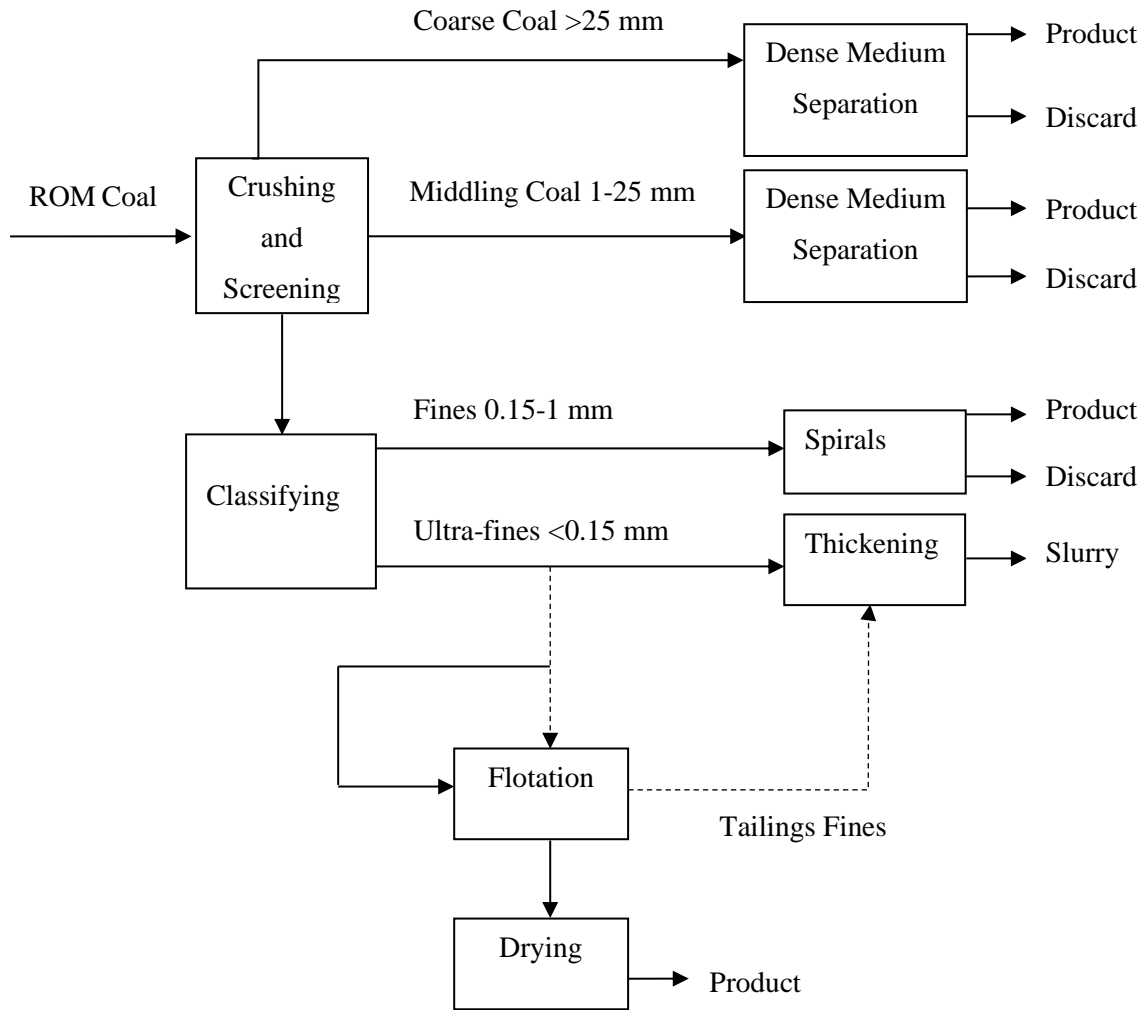 Coarse Coal >25 mm
Dense Medium
Separation
Product
Discard
ROM Coal
Crushing
and
Screening
Middling Coal 1-25 mm
Dense Medium
Separation
Product
Discard
Classifying
Fines 0.15-1 mm
Spirals
Product
Discard
Ultra-fines <0.15 mm
Thickening
Slurry
Flotation
Tailings Fines
Drying
Product